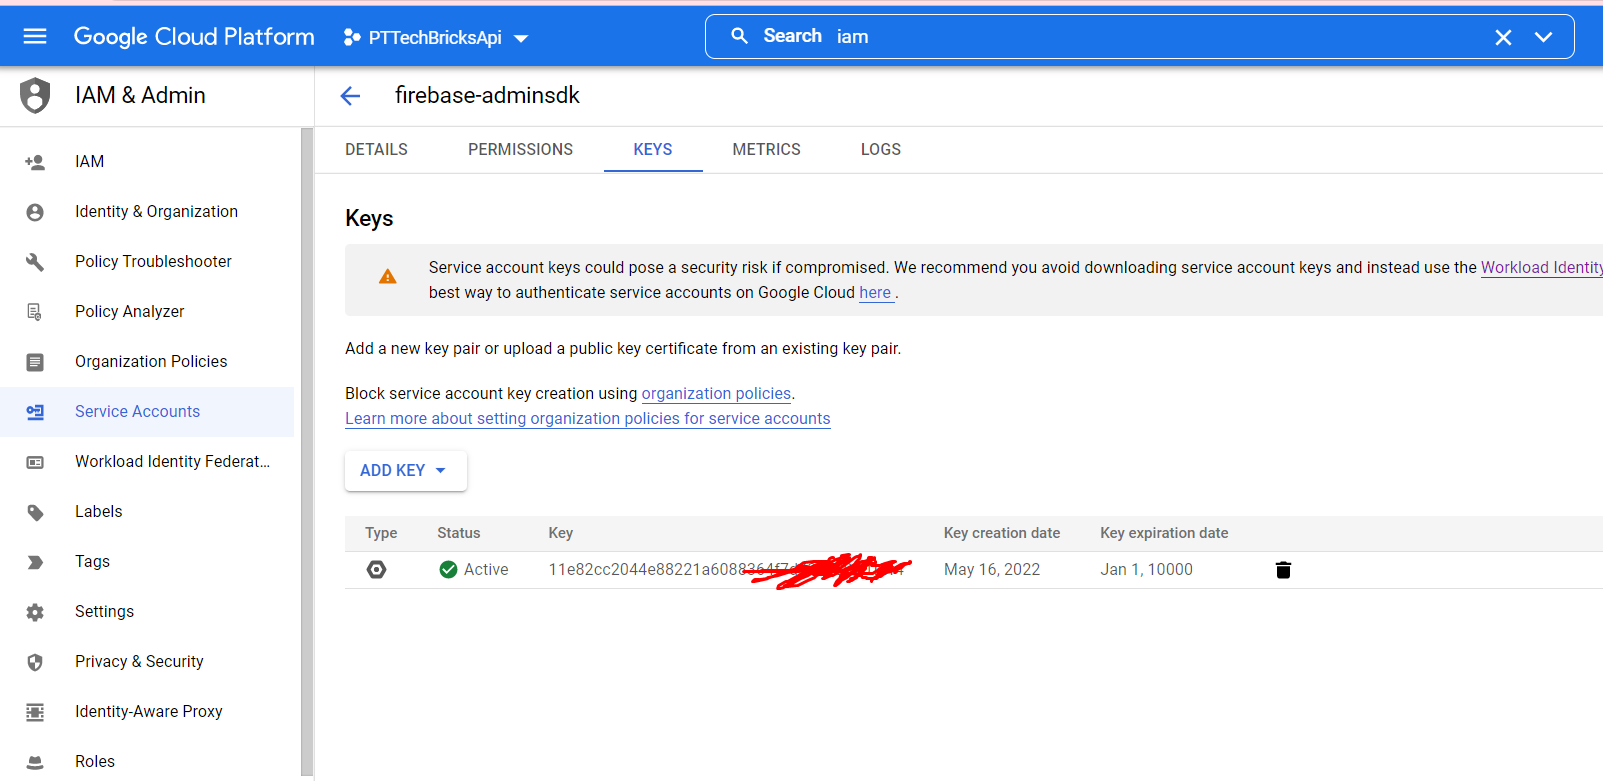 Google Cloud Platform PTTechBricksApi Search iam
IAM & Admin
firebase-adminsdk
IAM
Identity & Organization
Policy Troubleshooter
Policy Analyzer
Organization Policies
Service Accounts
Workload Identity Federat...
Labels
Tags
Settings
Privacy & Security
Identity-Aware Proxy
Roles
DETAILS PERMISSIONS KEYS METRICS LOGS
Keys
Service account keys could pose a security risk if compromised. We recommend you avoid downloading service account keys and instead use the Workload Identity
best way to authenticate service accounts on Google Cloud here .
Add a new key pair or upload a public key certificate from an existing key pair.
Block service account key creation using organization policies.
Learn more about setting organization policies for service accounts
ADD KEY
Type Status Key Key creation date Key expiration date
Active May 16, 2022 Jan 1, 10000